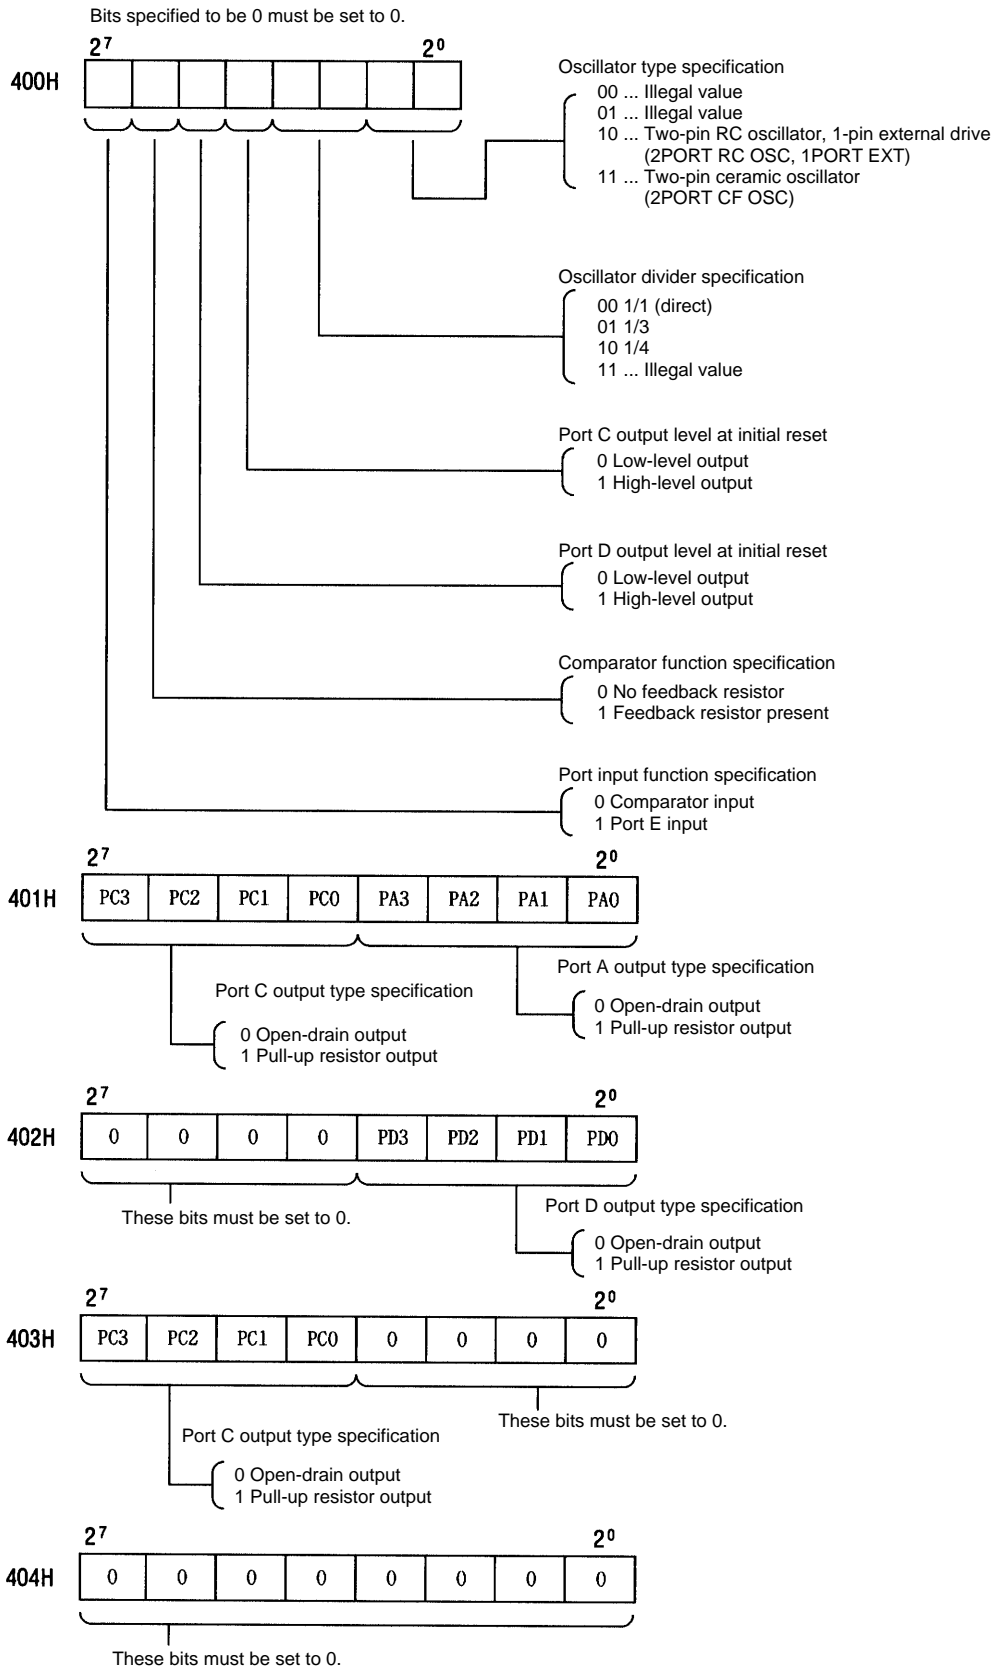 Bits specified to be 0 must be set to 0.
2⁷ 2⁰
400H
Oscillator type specification
00 ... Illegal value
01 ... Illegal value
10 ... Two-pin RC oscillator, 1-pin external drive
(2PORT RC OSC, 1PORT EXT)
11 ... Two-pin ceramic oscillator
(2PORT CF OSC)
Oscillator divider specification
00 1/1 (direct)
01 1/3
10 1/4
11 ... Illegal value
Port C output level at initial reset
0 Low-level output
1 High-level output
Port D output level at initial reset
0 Low-level output
1 High-level output
Comparator function specification
0 No feedback resistor
1 Feedback resistor present
Port input function specification
0 Comparator input
1 Port E input
2⁷ 2⁰
401H PC3 PC2 PC1 PC0 PA3 PA2 PA1 PA0
Port A output type specification
0 Open-drain output
1 Pull-up resistor output
Port C output type specification
0 Open-drain output
1 Pull-up resistor output
2⁷ 2⁰
402H 0 0 0 0 PD3 PD2 PD1 PD0
These bits must be set to 0.
Port D output type specification
0 Open-drain output
1 Pull-up resistor output
2⁷ 2⁰
403H PC3 PC2 PC1 PC0 0 0 0 0
These bits must be set to 0.
Port C output type specification
0 Open-drain output
1 Pull-up resistor output
2⁷ 2⁰
404H 0 0 0 0 0 0 0 0
These bits must be set to 0.